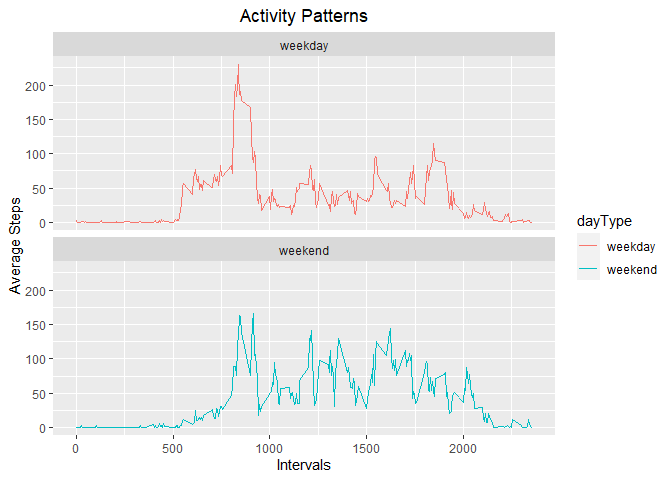 Activity Patterns
weekday
200
150
100
50
0
weekend
200
150
100
50
0
0 500 1000 1500 2000
Intervals
Average Steps
dayType
weekday
weekend